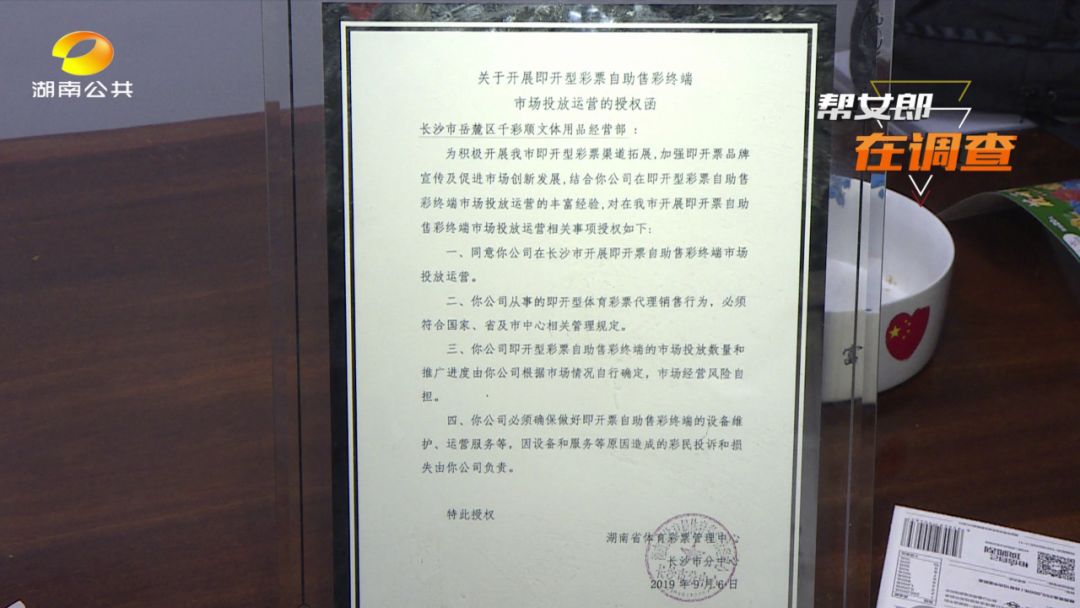 湖南公共
帮女郎
在调查
关于开展即开型彩票自助售彩终端
市场投放运营的授权函
长沙市岳麓区千彩顺文体用品经营部：
为积极开展我市即开型彩票渠道拓展,加强即开票品牌
宣传及促进市场创新发展,结合你公司在即开型彩票自助售
彩终端市场投放运营的丰富经验,对在我市开展即开票自助
售彩终端市场投放运营相关事项授权如下:
一、同意你公司在长沙市开展即开票自助售彩终端市场
投放运营。
二、你公司从事的即开型体育彩票代理销售行为，必须
符合国家、省及市中心相关管理规定。
三、你公司即开型彩票自助售彩终端的市场投放数量和
推广进度由你公司根据市场情况自行确定，市场经营风险自
担。
四、你公司必须确保做好即开票自助售彩终端的设备维
护、运营服务等，因设备和服务等原因造成的彩民投诉和损
失由你公司负责。
特此授权
湖南省体育彩票管理中心
长沙市分中心
2019年9月6日
富